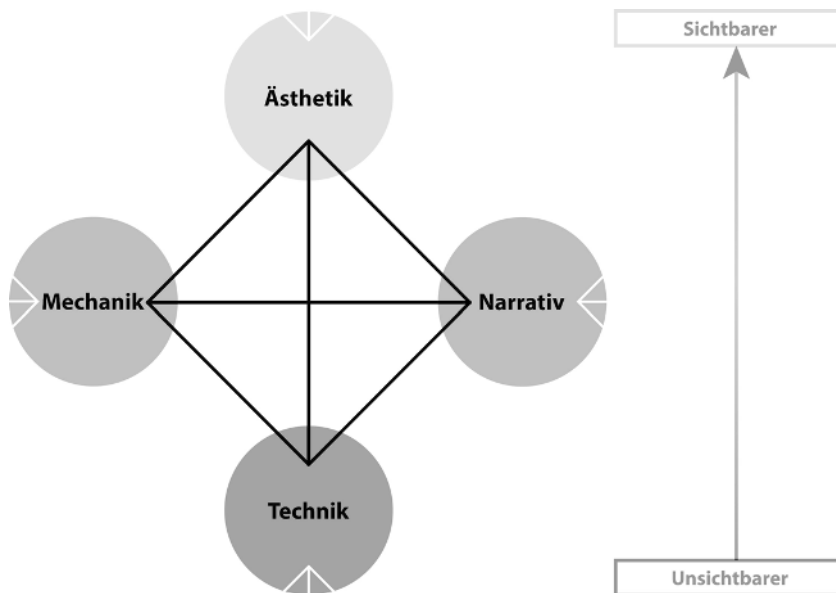 Sichtbarer
Ästhetik
Mechanik
Narrativ
Technik
Unsichtbarer